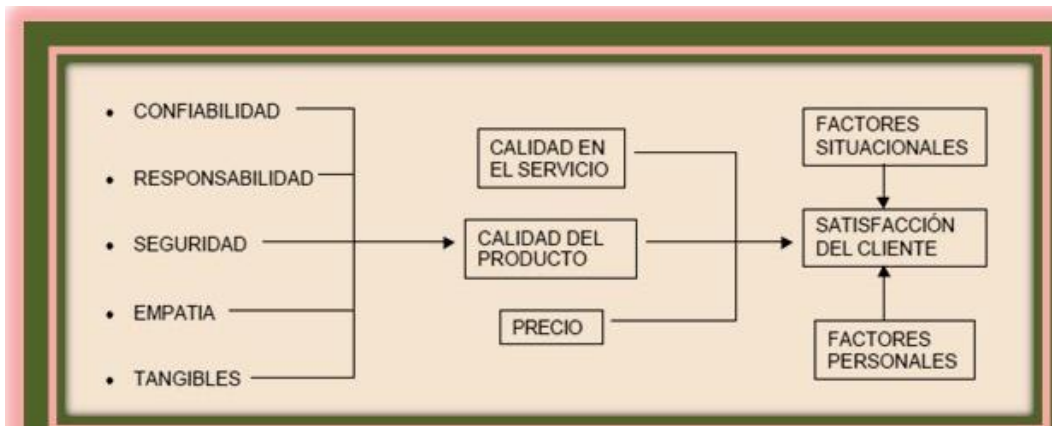 • CONFIABILIDAD
• RESPONSABILIDAD
• SEGURIDAD
• EMPATIA
• TANGIBLES
CALIDAD EN
EL SERVICIO
CALIDAD DEL
PRODUCTO
PRECIO
FACTORES
SITUACIONALES
SATISFACCIÓN
DEL CLIENTE
FACTORES
PERSONALES